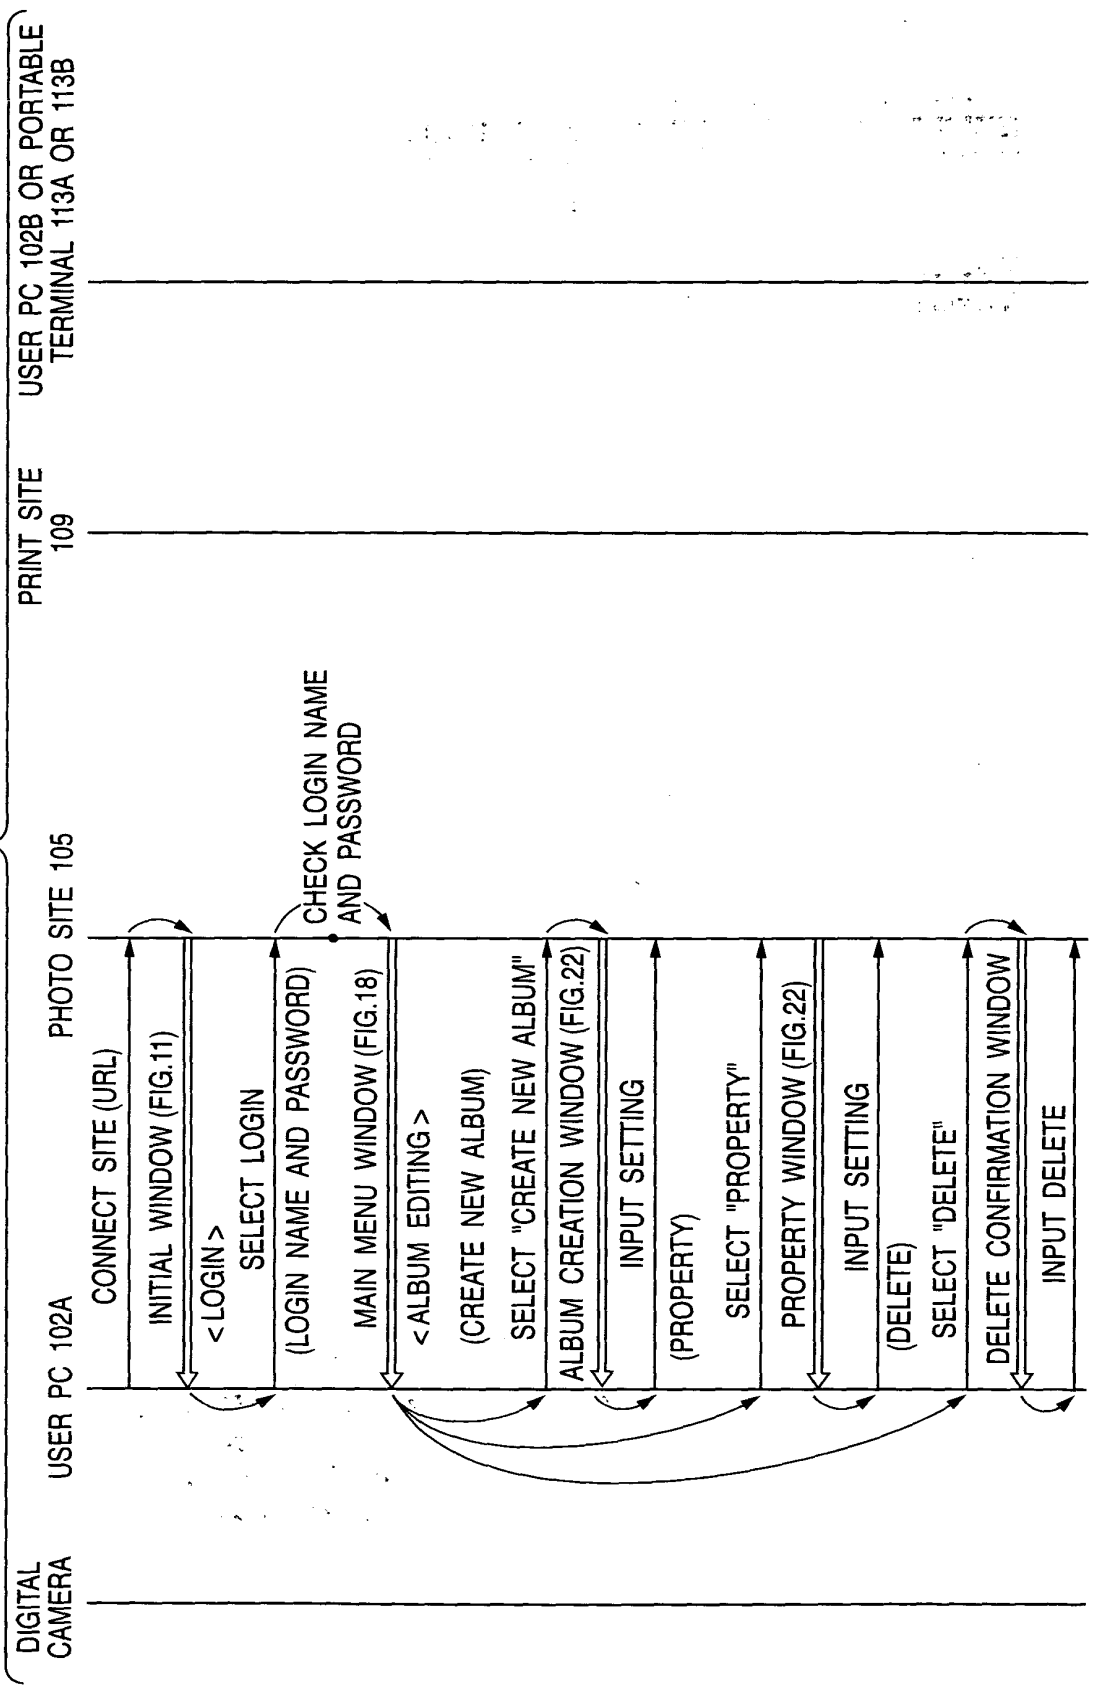 DIGITAL
CAMERA
USER PC 102A
PHOTO SITE 105
PRINT SITE
109
USER PC 102B OR PORTABLE
TERMINAL 113A OR 113B
CONNECT SITE (URL)
INITIAL WINDOW (FIG.11)
<LOGIN>
SELECT LOGIN
(LOGIN NAME AND PASSWORD)
CHECK LOGIN NAME
AND PASSWORD
MAIN MENU WINDOW (FIG.18)
<ALBUM EDITING>
(CREATE NEW ALBUM)
SELECT "CREATE NEW ALBUM"
ALBUM CREATION WINDOW (FIG.22)
INPUT SETTING
(PROPERTY)
SELECT "PROPERTY"
PROPERTY WINDOW (FIG.22)
INPUT SETTING
(DELETE)
SELECT "DELETE"
DELETE CONFIRMATION WINDOW
INPUT DELETE